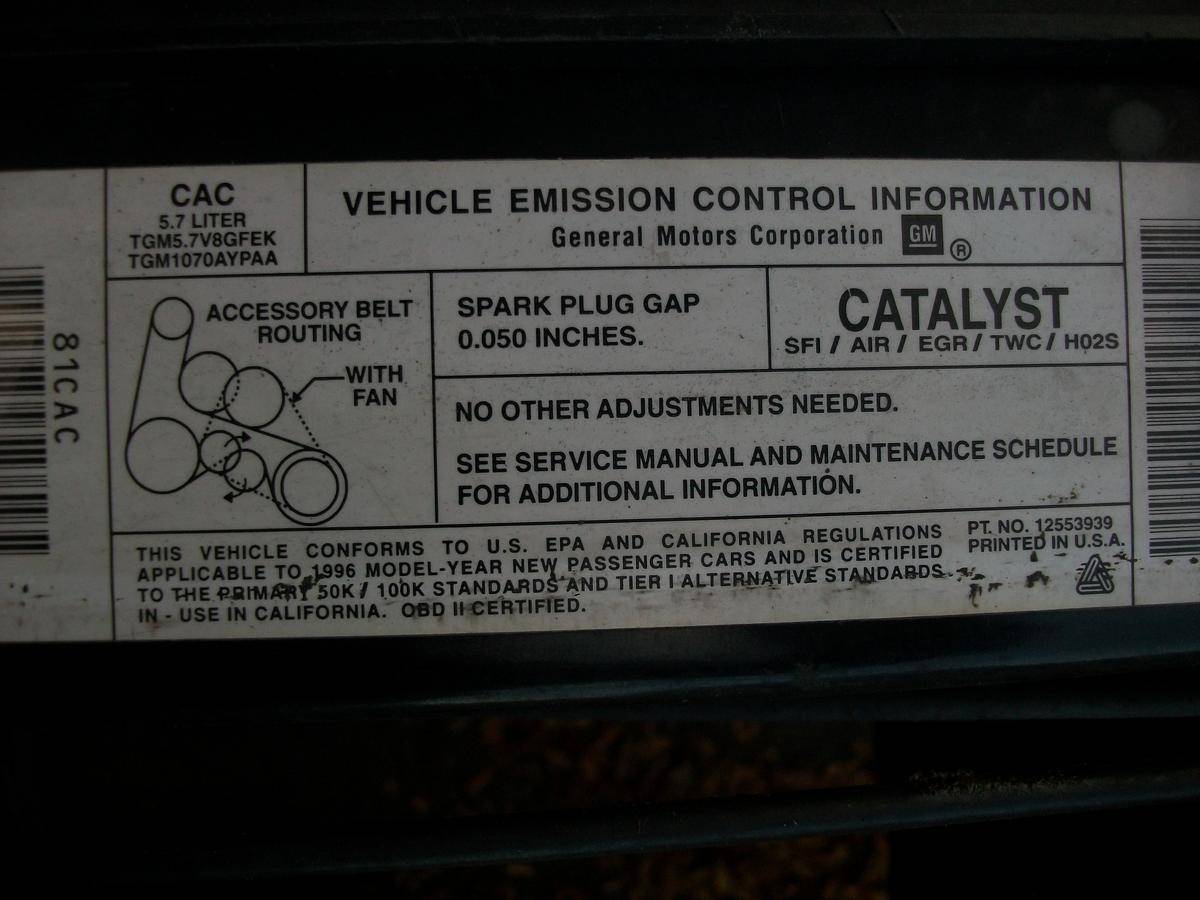 CAC
5.7 LITER
TGM5.7V8GFEK
TGM1070AYPAA
VEHICLE EMISSION CONTROL INFORMATION
General Motors Corporation GM ®
ACCESSORY BELT
ROUTING
WITH
FAN
SPARK PLUG GAP
0.050 INCHES.
CATALYST
SFI / AIR / EGR / TWC / H02S
NO OTHER ADJUSTMENTS NEEDED.
SEE SERVICE MANUAL AND MAINTENANCE SCHEDULE
FOR ADDITIONAL INFORMATION.
THIS VEHICLE CONFORMS TO U.S. EPA AND CALIFORNIA REGULATIONS
APPLICABLE TO 1996 MODEL-YEAR NEW PASSENGER CARS AND IS CERTIFIED
TO THE PRIMARY 50K / 100K STANDARDS AND TIER I ALTERNATIVE STANDARDS
IN - USE IN CALIFORNIA. OBD II CERTIFIED.
PT. NO. 12553939
PRINTED IN U.S.A.
81CAC